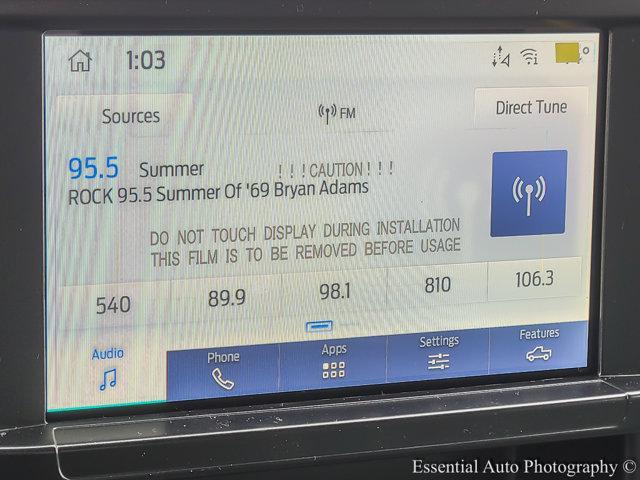 1:03
Sources
FM
Direct Tune
95.5 Summer
! ! ! CAUTION ! ! !
ROCK 95.5 Summer Of '69 Bryan Adams
DO NOT TOUCH DISPLAY DURING INSTALLATION
THIS FILM IS TO BE REMOVED BEFORE USAGE
540 89.9 98.1 810 106.3
Audio Phone Apps Settings Features
Essential Auto Photography ©